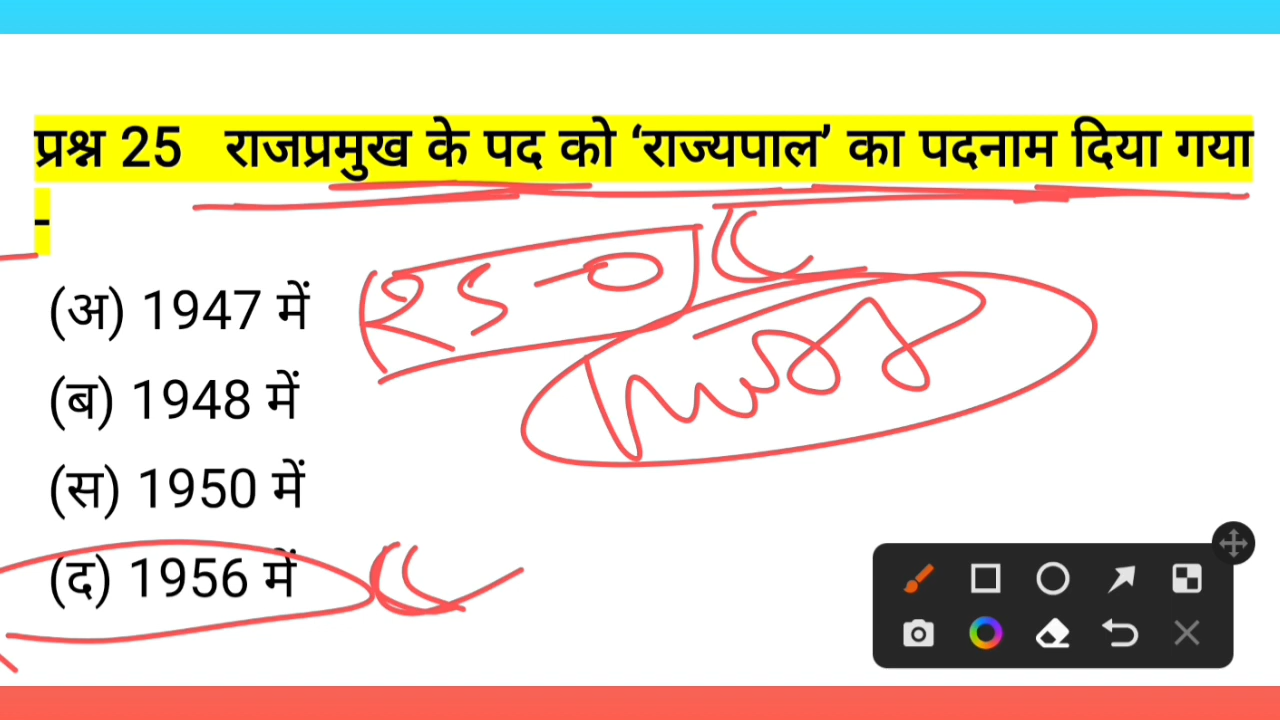 प्रश्न 25 राजप्रमुख के पद को ‘राज्यपाल’ का पदनाम दिया गया
-
(अ) 1947 में
(ब) 1948 में
(स) 1950 में
(द) 1956 में